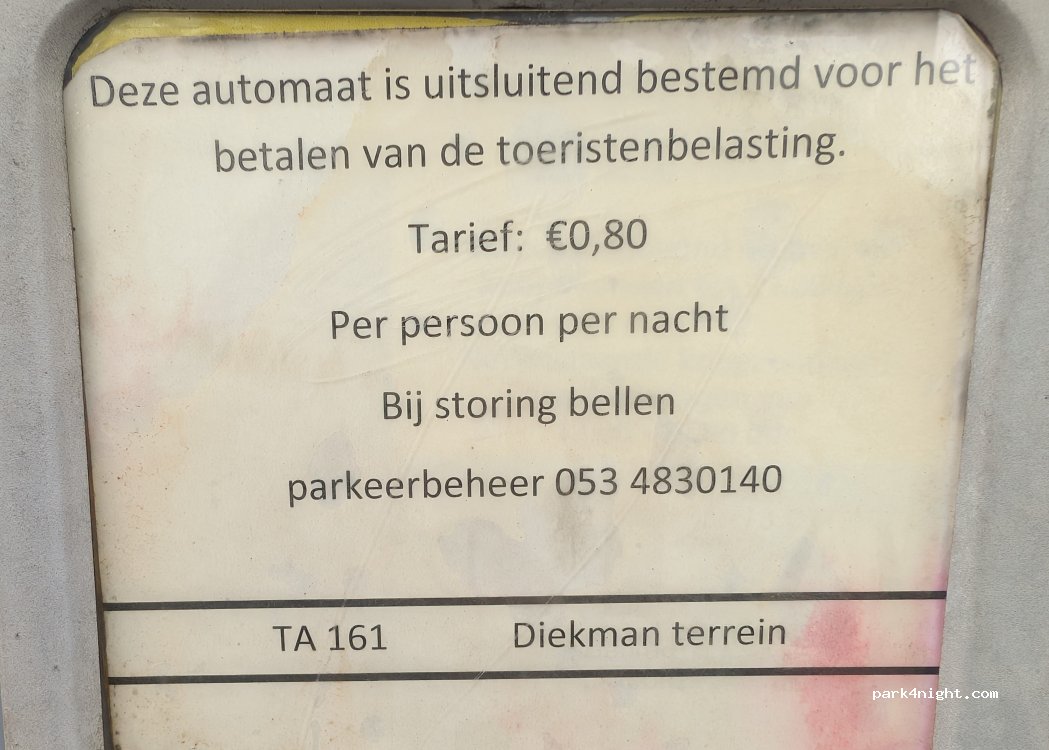 Deze automaat is uitsluitend bestemd voor het
betalen van de toeristenbelasting.
Tarief: €0,80
Per persoon per nacht
Bij storing bellen
parkeerbeheer 053 4830140
TA 161 Diekman terrein
park4night.com